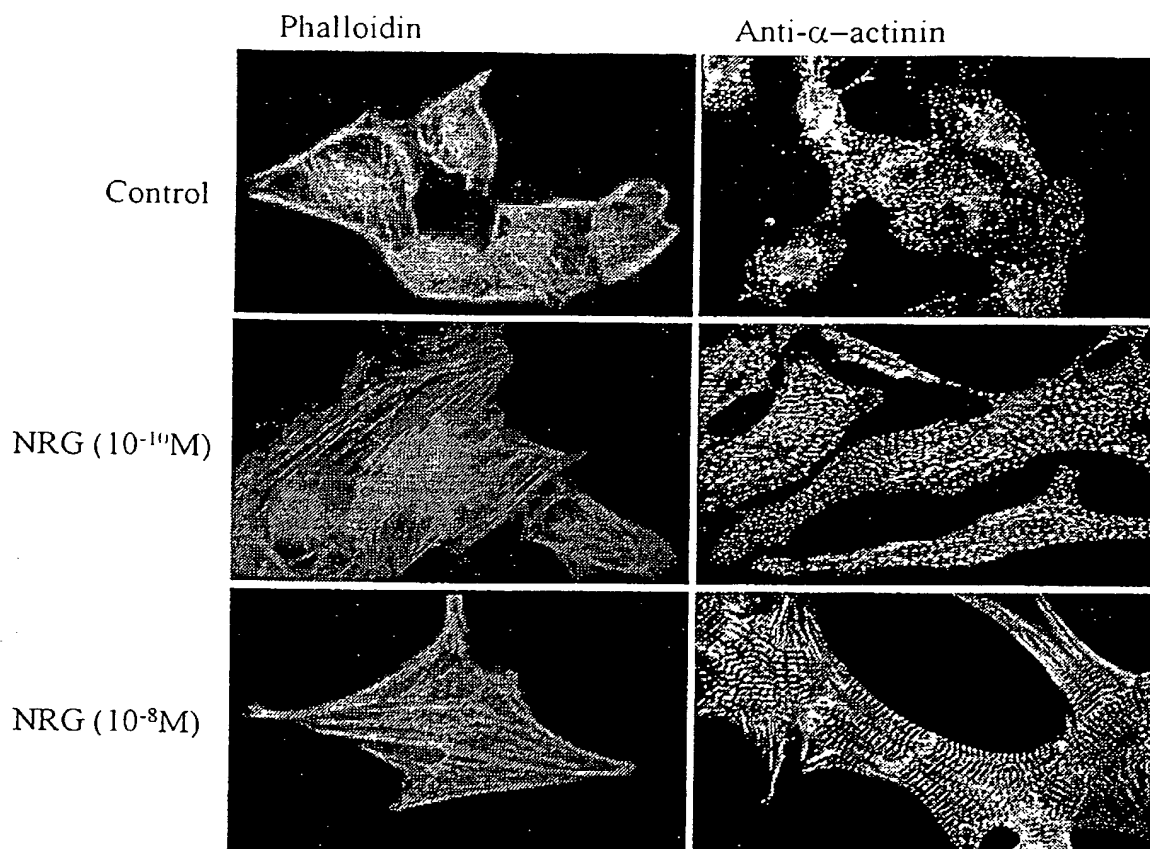 Phalloidin Anti-α-actinin
Control
NRG (10⁻¹⁰M)
NRG (10⁻⁸M)